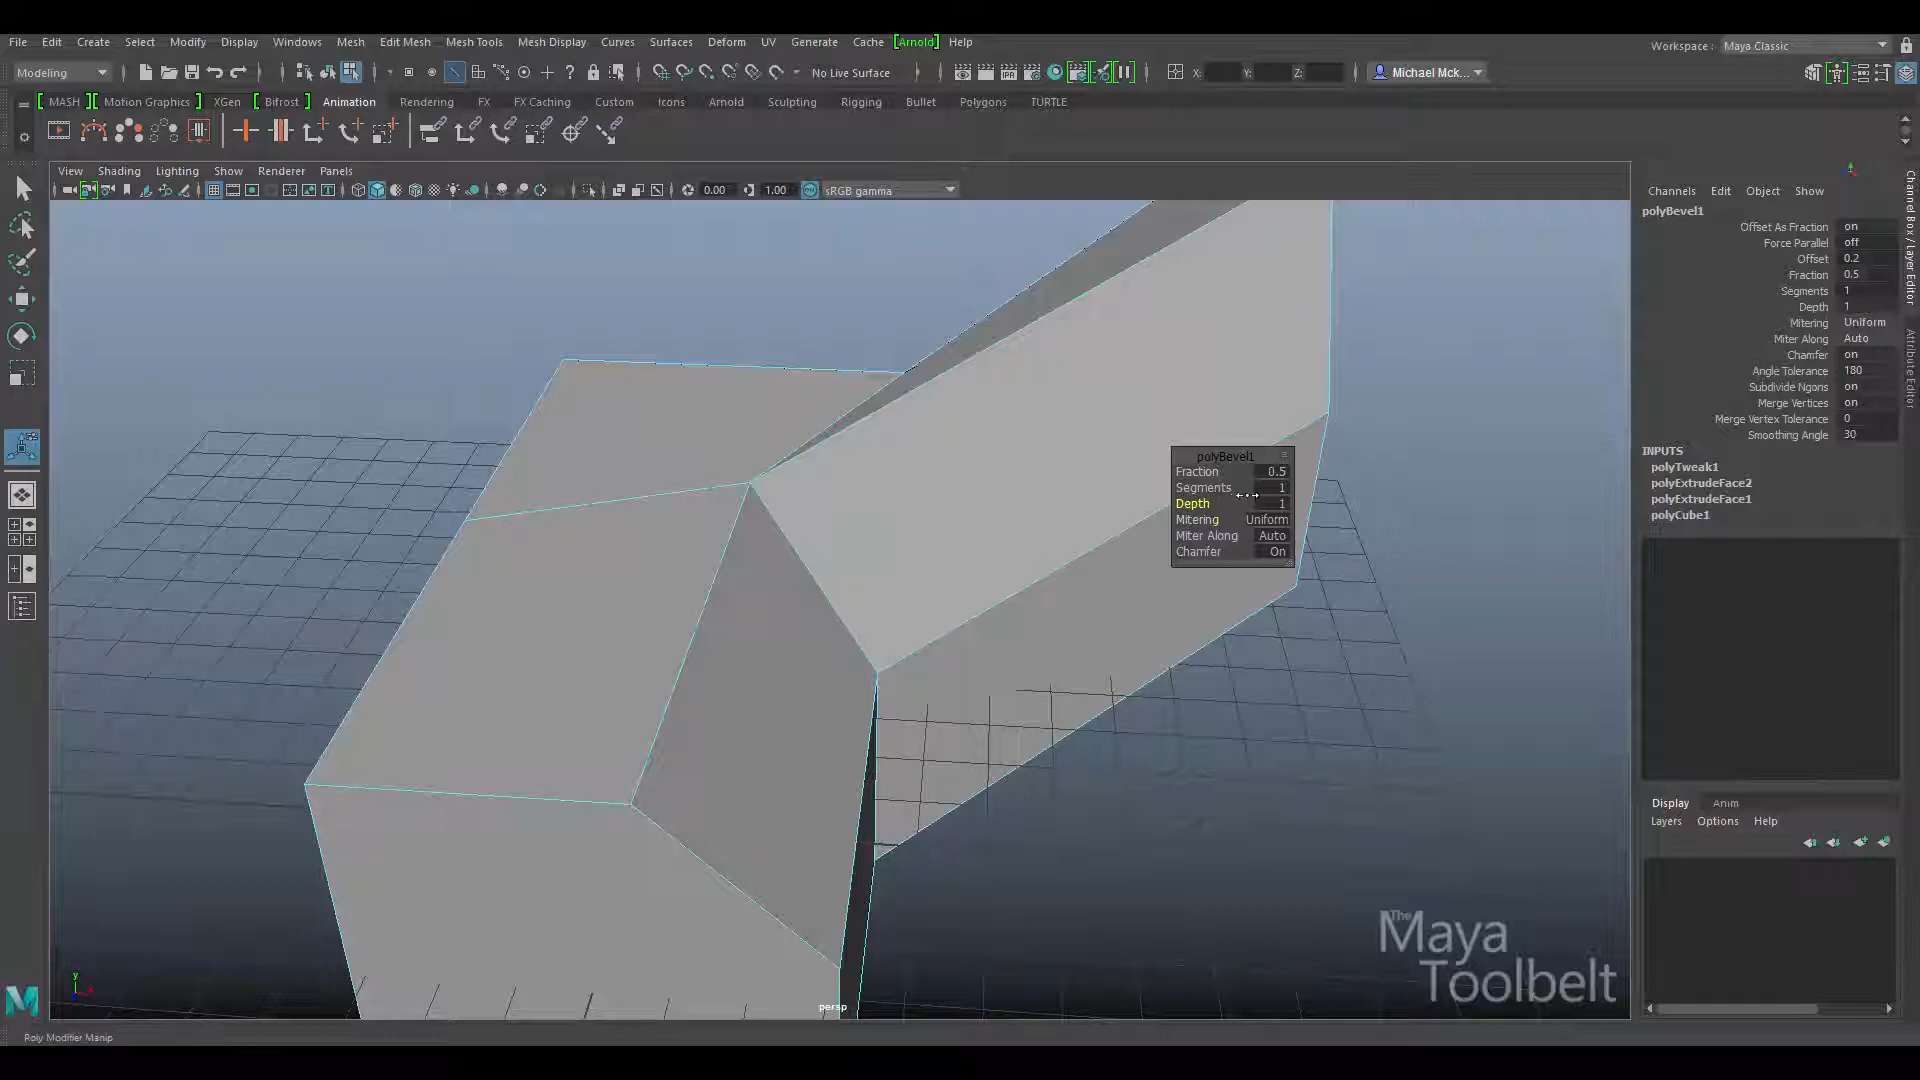 File Edit Create Select Modify Display Windows Mesh Edit Mesh Mesh Tools Mesh Display Curves Surfaces Deform UV Generate Cache [Arnold] Help
Workspace : Maya Classic
Modeling No Live Surface X: Y: Z: Michael Mck...
MASH Motion Graphics XGen Bifrost Animation Rendering FX FX Caching Custom Icons Arnold Sculpting Rigging Bullet Polygons TURTLE
View Shading Lighting Show Renderer Panels
IPR
0.00 1.00 sRGB gamma
Channels Edit Object Show
polyBevel1
Offset As Fraction on
Force Parallel off
Offset 0.2
Fraction 0.5
Segments 1
Depth 1
Mitering Uniform
Miter Along Auto
Chamfer on
Angle Tolerance 180
Subdivide Ngons on
Merge Vertices on
Merge Vertex Tolerance 0
Smoothing Angle 30
INPUTS
polyTweak1
polyExtrudeFace2
polyExtrudeFace1
polyCube1
Channel Box / Layer Editor
Attribute Editor
polyBevel1
Fraction 0.5
Segments 1
Depth 1
Mitering Uniform
Miter Along Auto
Chamfer On
Display Anim
Layers Options Help
The
Maya
Toolbelt
y
x
persp
Poly Modifier Manip